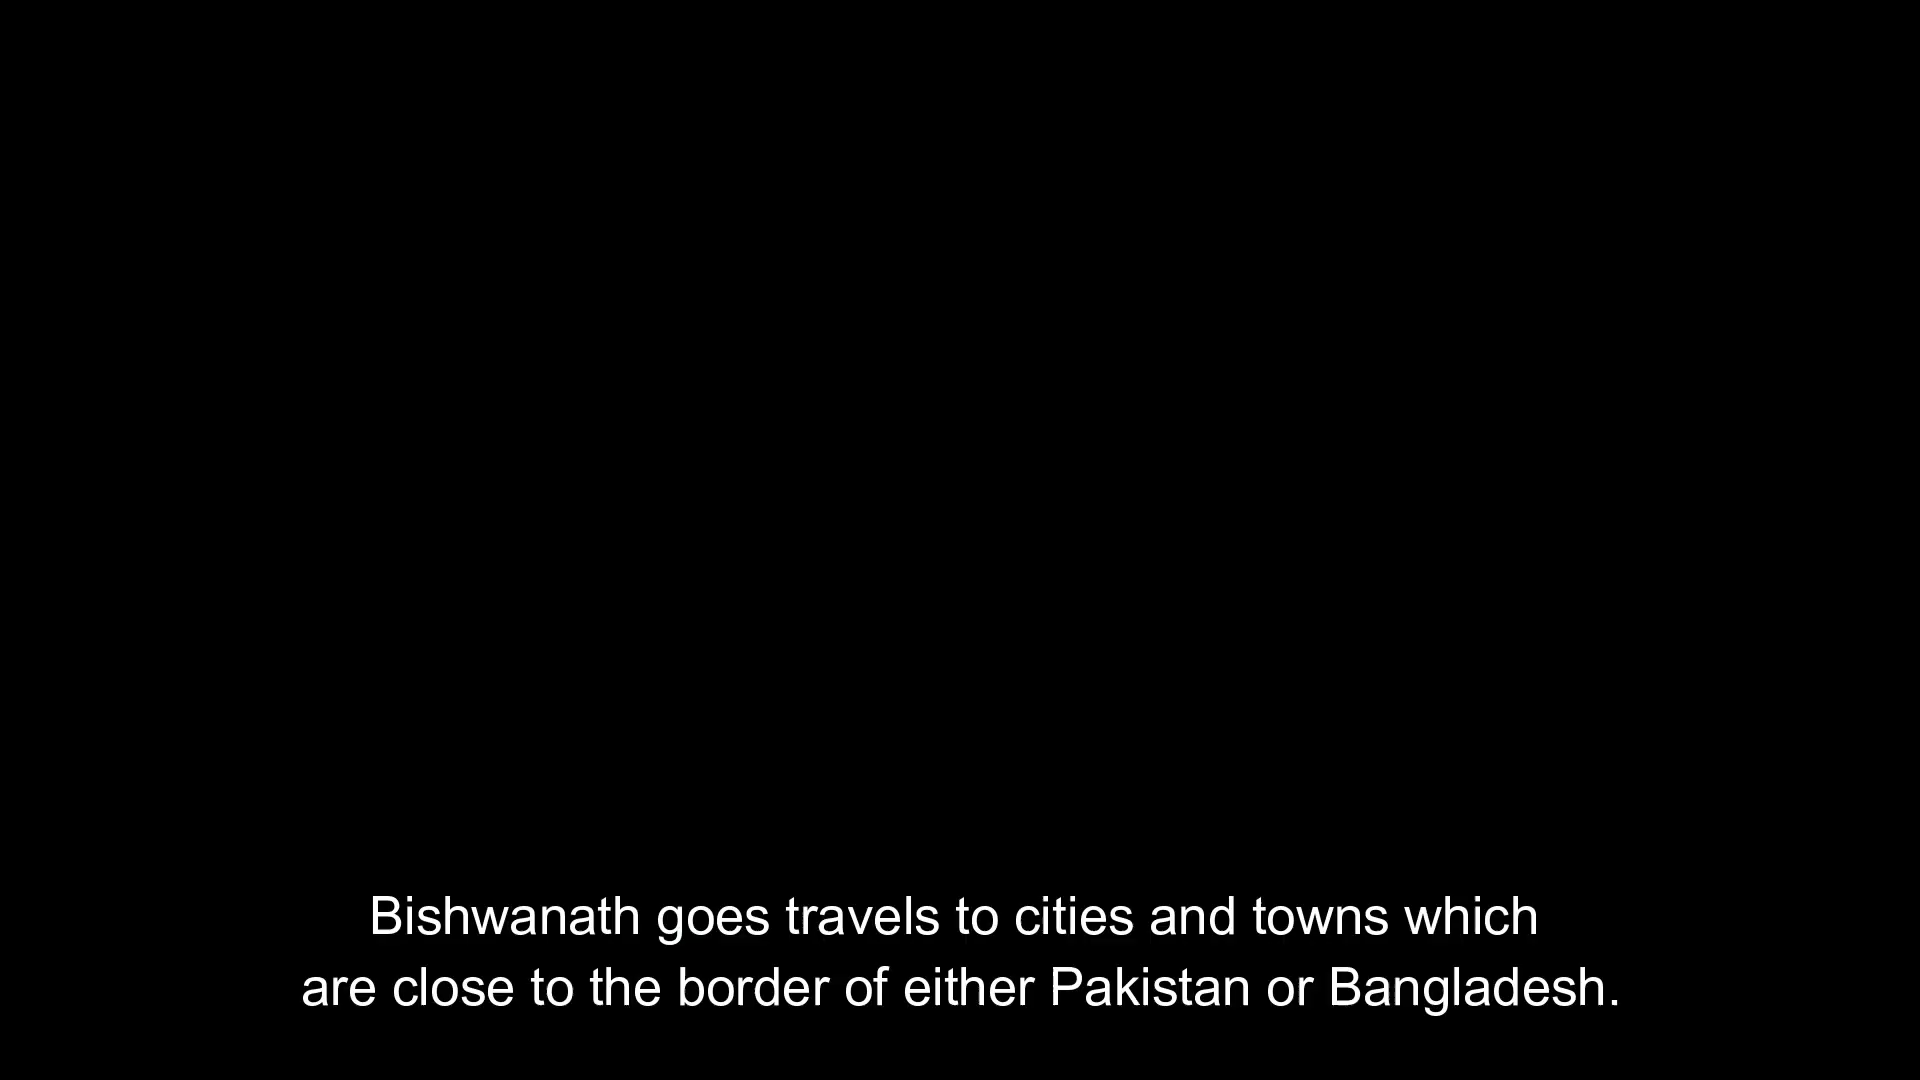 Bishwanath goes travels to cities and towns which
are close to the border of either Pakistan or Bangladesh.